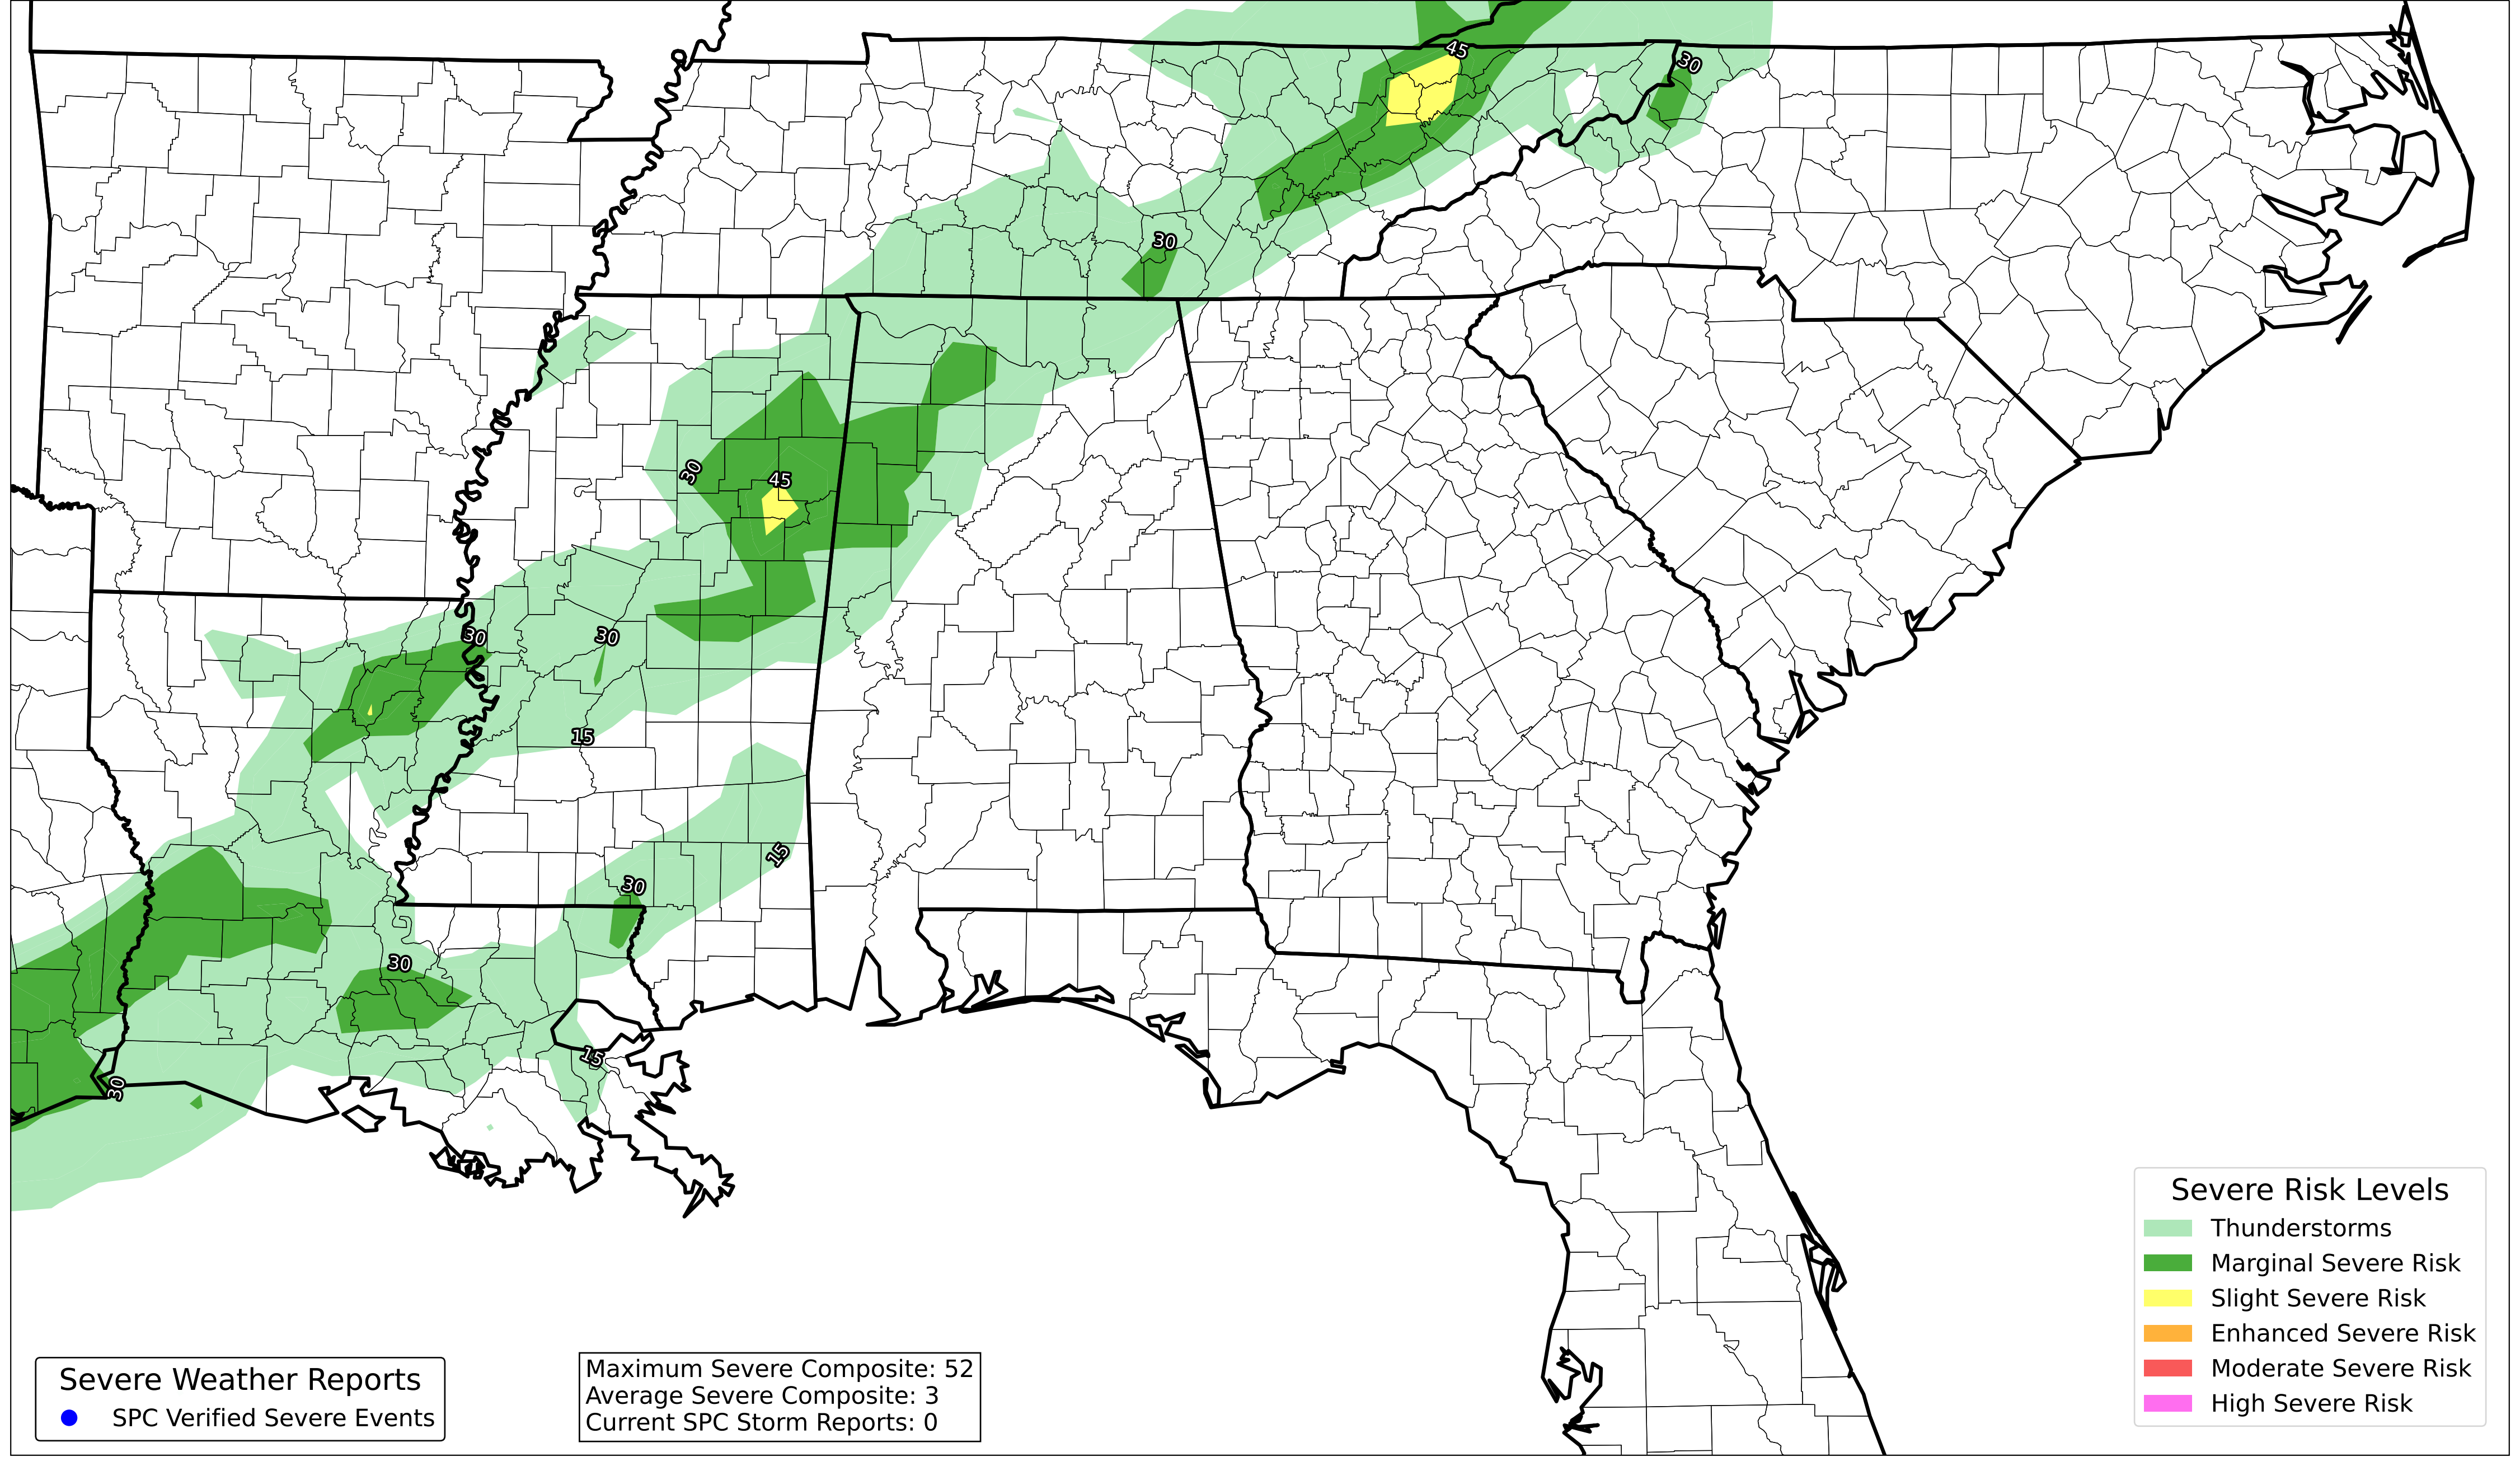 45
30
30
30
45
30
30
15
15
30
30
15
30
Severe Risk Levels
Thunderstorms
Marginal Severe Risk
Slight Severe Risk
Enhanced Severe Risk
Moderate Severe Risk
High Severe Risk
Severe Weather Reports
SPC Verified Severe Events
Maximum Severe Composite: 52
Average Severe Composite: 3
Current SPC Storm Reports: 0